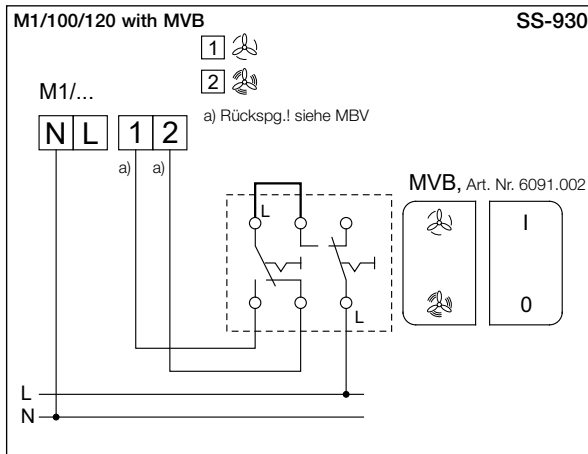 M1/100/120 with MVB
SS-930
1
2
M1/...
a) Rückspg.! siehe MBV
N L 1 2
a) a)
MVB, Art. Nr. 6091.002
L
I
0
L
L
N